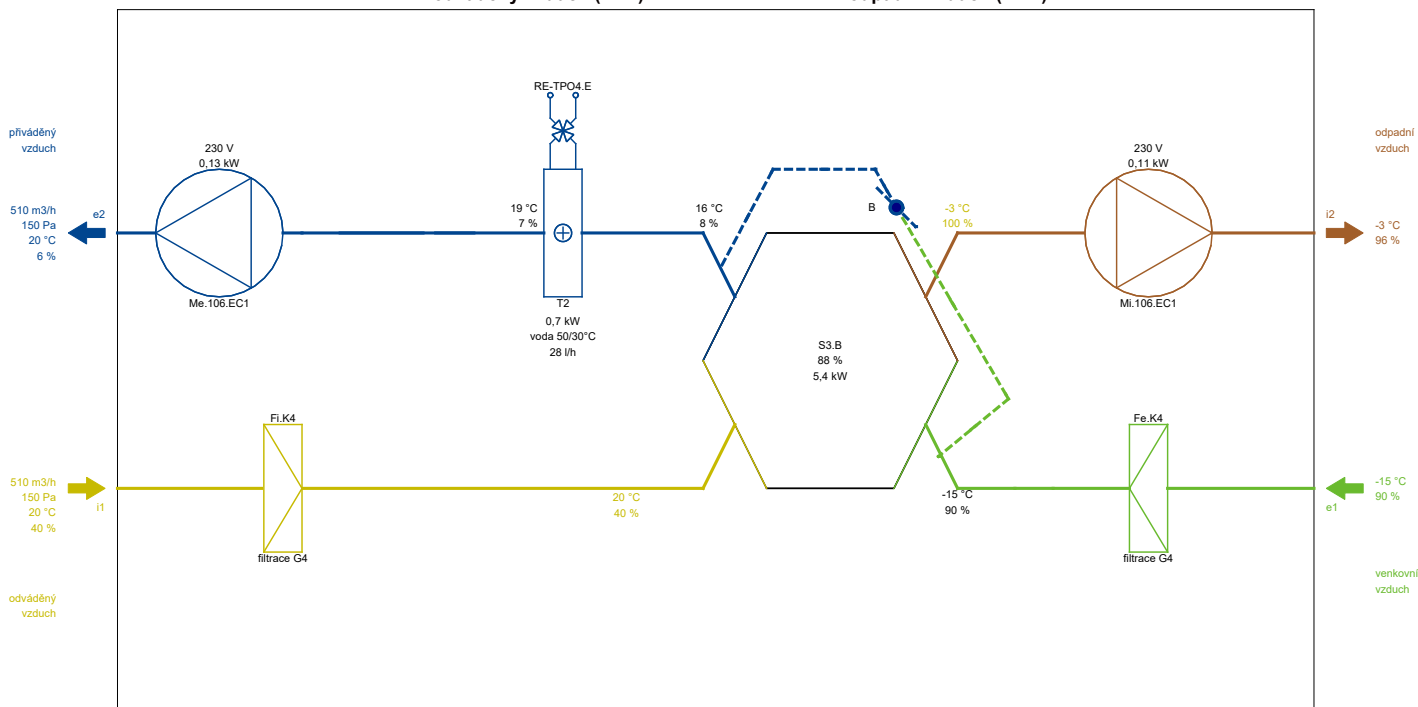 RE-TPO4.E
přiváděný
vzduch
230 V
0,13 kW
510 m3/h
150 Pa
20 °C
6 %
e2
Me.106.EC1
19 °C
7 %
T2
0,7 kW
voda 50/30°C
28 l/h
16 °C
8 %
B
-3 °C
100 %
230 V
0,11 kW
Mi.106.EC1
odpadní
vzduch
i2
-3 °C
96 %
S3.B
88 %
5,4 kW
Fi.K4
filtrace G4
510 m3/h
150 Pa
20 °C
40 %
i1
20 °C
40 %
-15 °C
90 %
Fe.K4
filtrace G4
-15 °C
90 %
e1
odváděný
vzduch
venkovní
vzduch